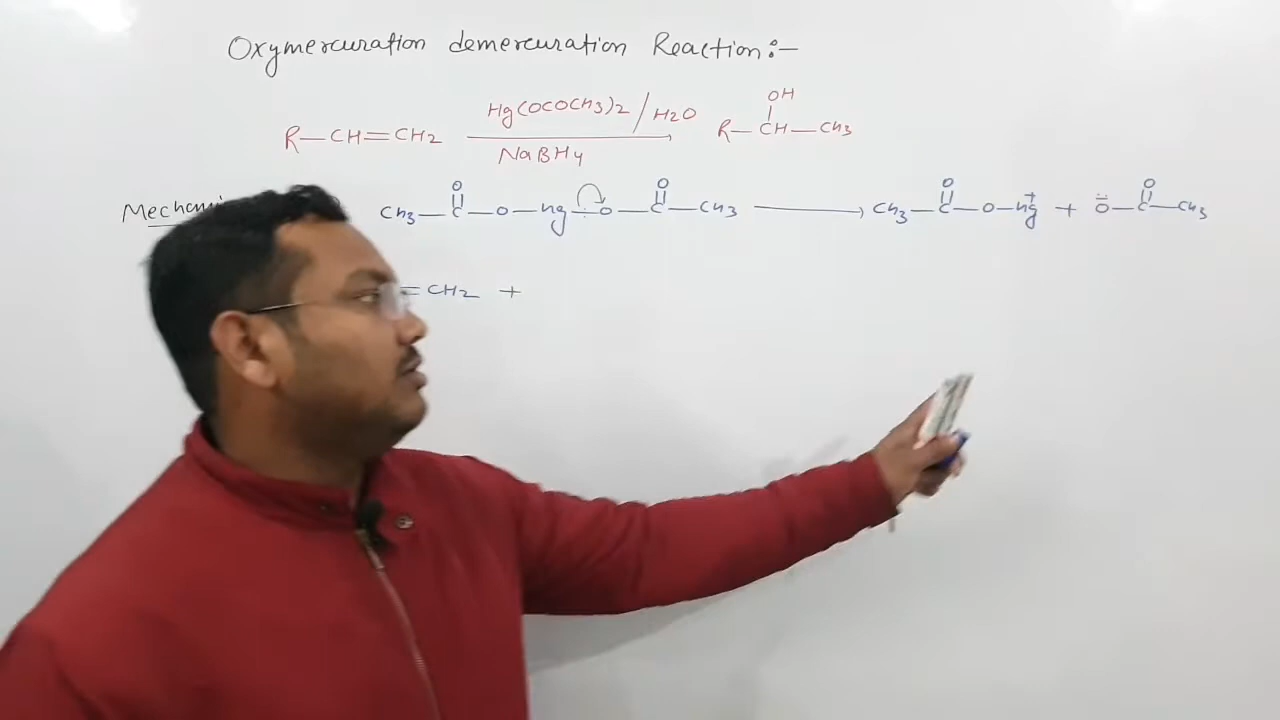 Oxymercuration demercuration Reaction:—
OH
Hg(OCOCH3)2/H2O
R—CH=CH2 ⟶ R—CH—CH3
NaBH4
O O O O
CH3—C—O—Hg—O—C—CH3 ⟶ CH3—C—O—Hg⁺ + O⁻—C—CH3
=CH2 +